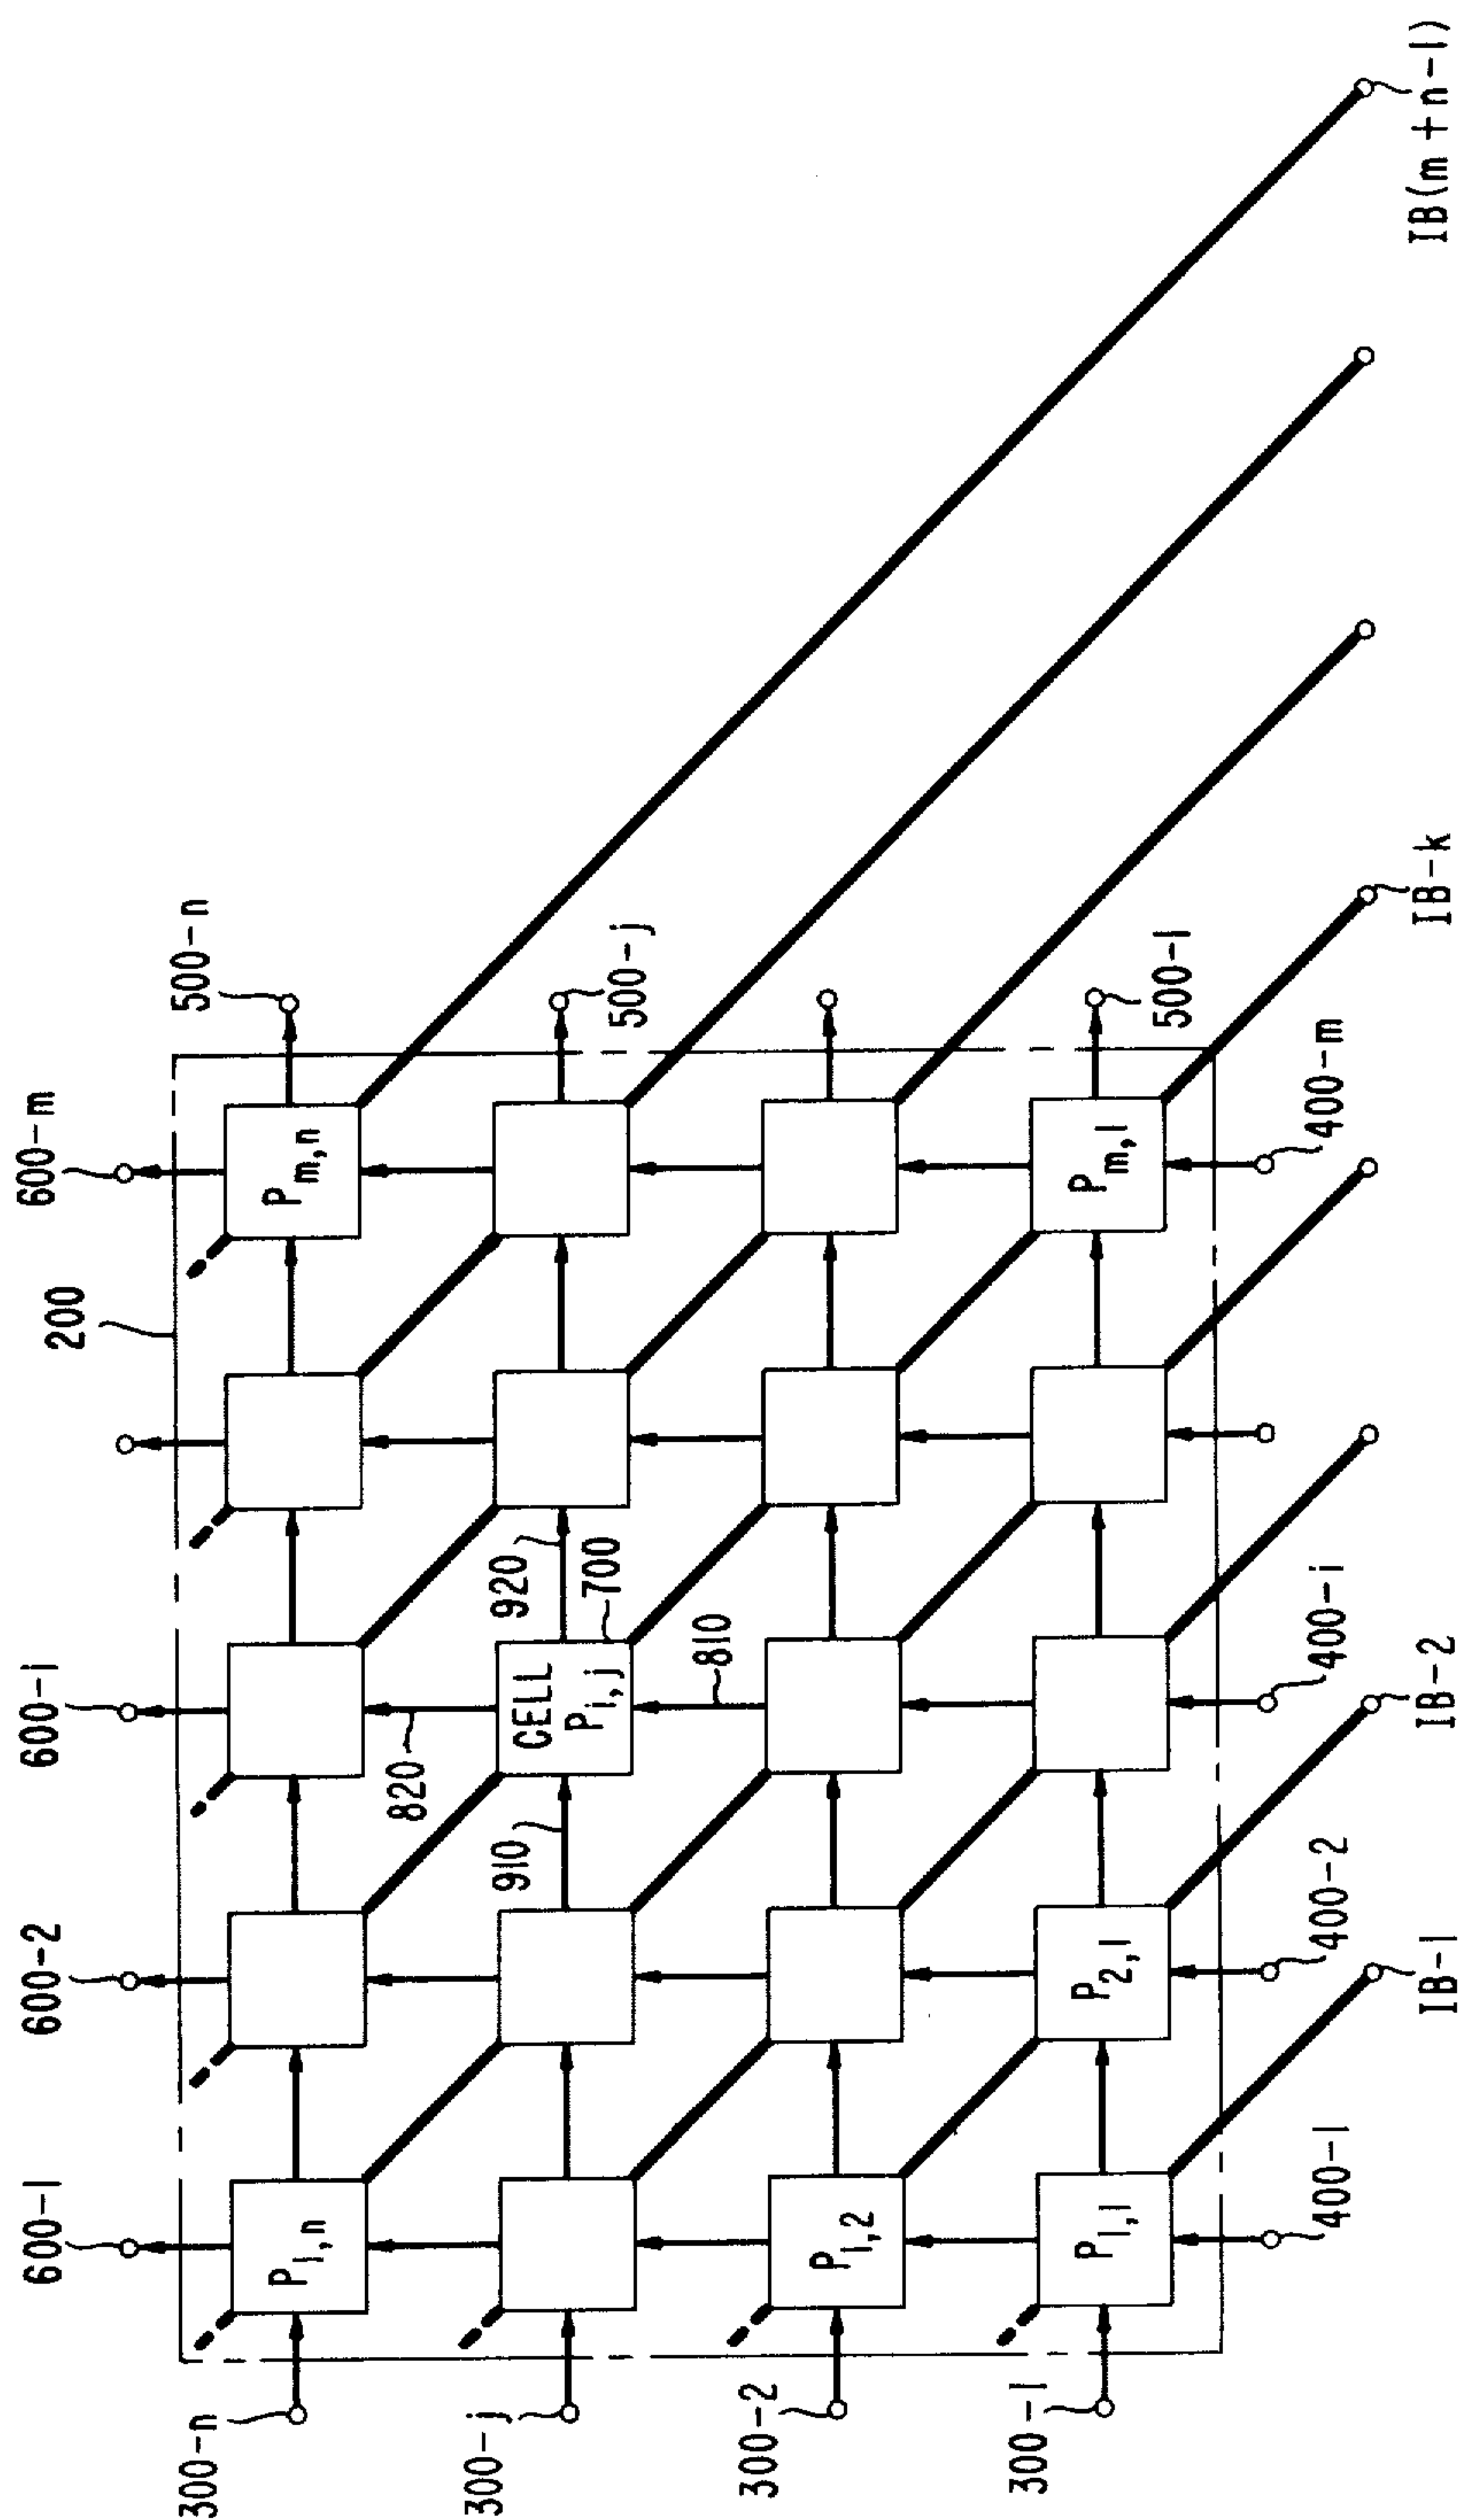 600-1
600-2
600-i
200
600-m
300-n
500-n
P1,n
Pm,n
820
300-j
910
920
CELL
Pi,j
700
500-j
810
300-2
P1,2
300-1
P1,1
P2,1
Pm,1
500-1
400-1
400-2
400-i
400-m
IB-1
IB-2
IB-k
IB(m+n-1)